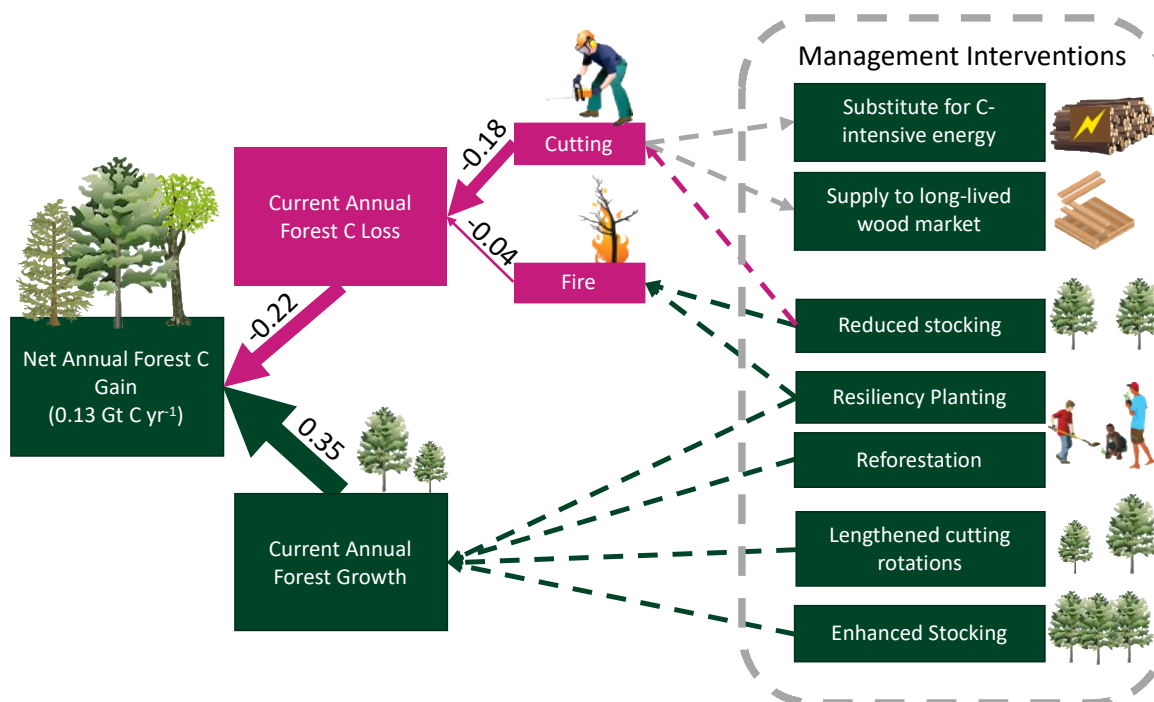 Management Interventions
Substitute for C-
intensive energy
Supply to long-lived
wood market
Reduced stocking
Resiliency Planting
Reforestation
Lengthened cutting
rotations
Enhanced Stocking
Cutting
-0.18
Fire
-0.04
Current Annual
Forest C Loss
-0.22
Net Annual Forest C
Gain
(0.13 Gt C yr⁻¹)
0.35
Current Annual
Forest Growth